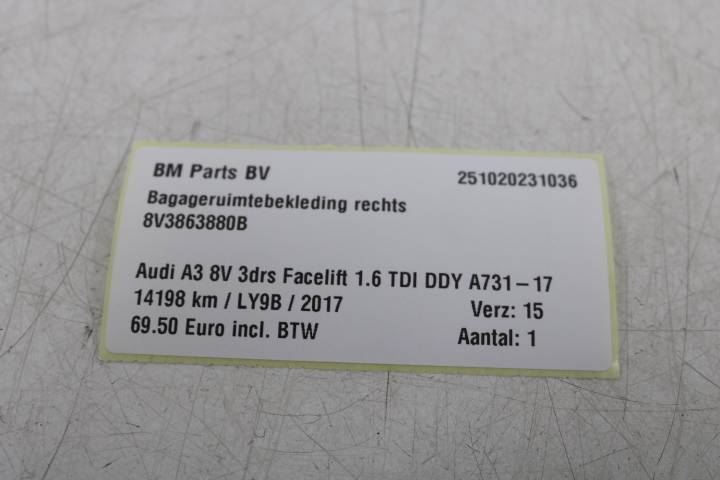 BM Parts BV 251020231036
Bagageruimtebekleding rechts
8V3863880B
Audi A3 8V 3drs Facelift 1.6 TDI DDY A731-17
14198 km / LY9B / 2017 Verz: 15
69.50 Euro incl. BTW Aantal: 1